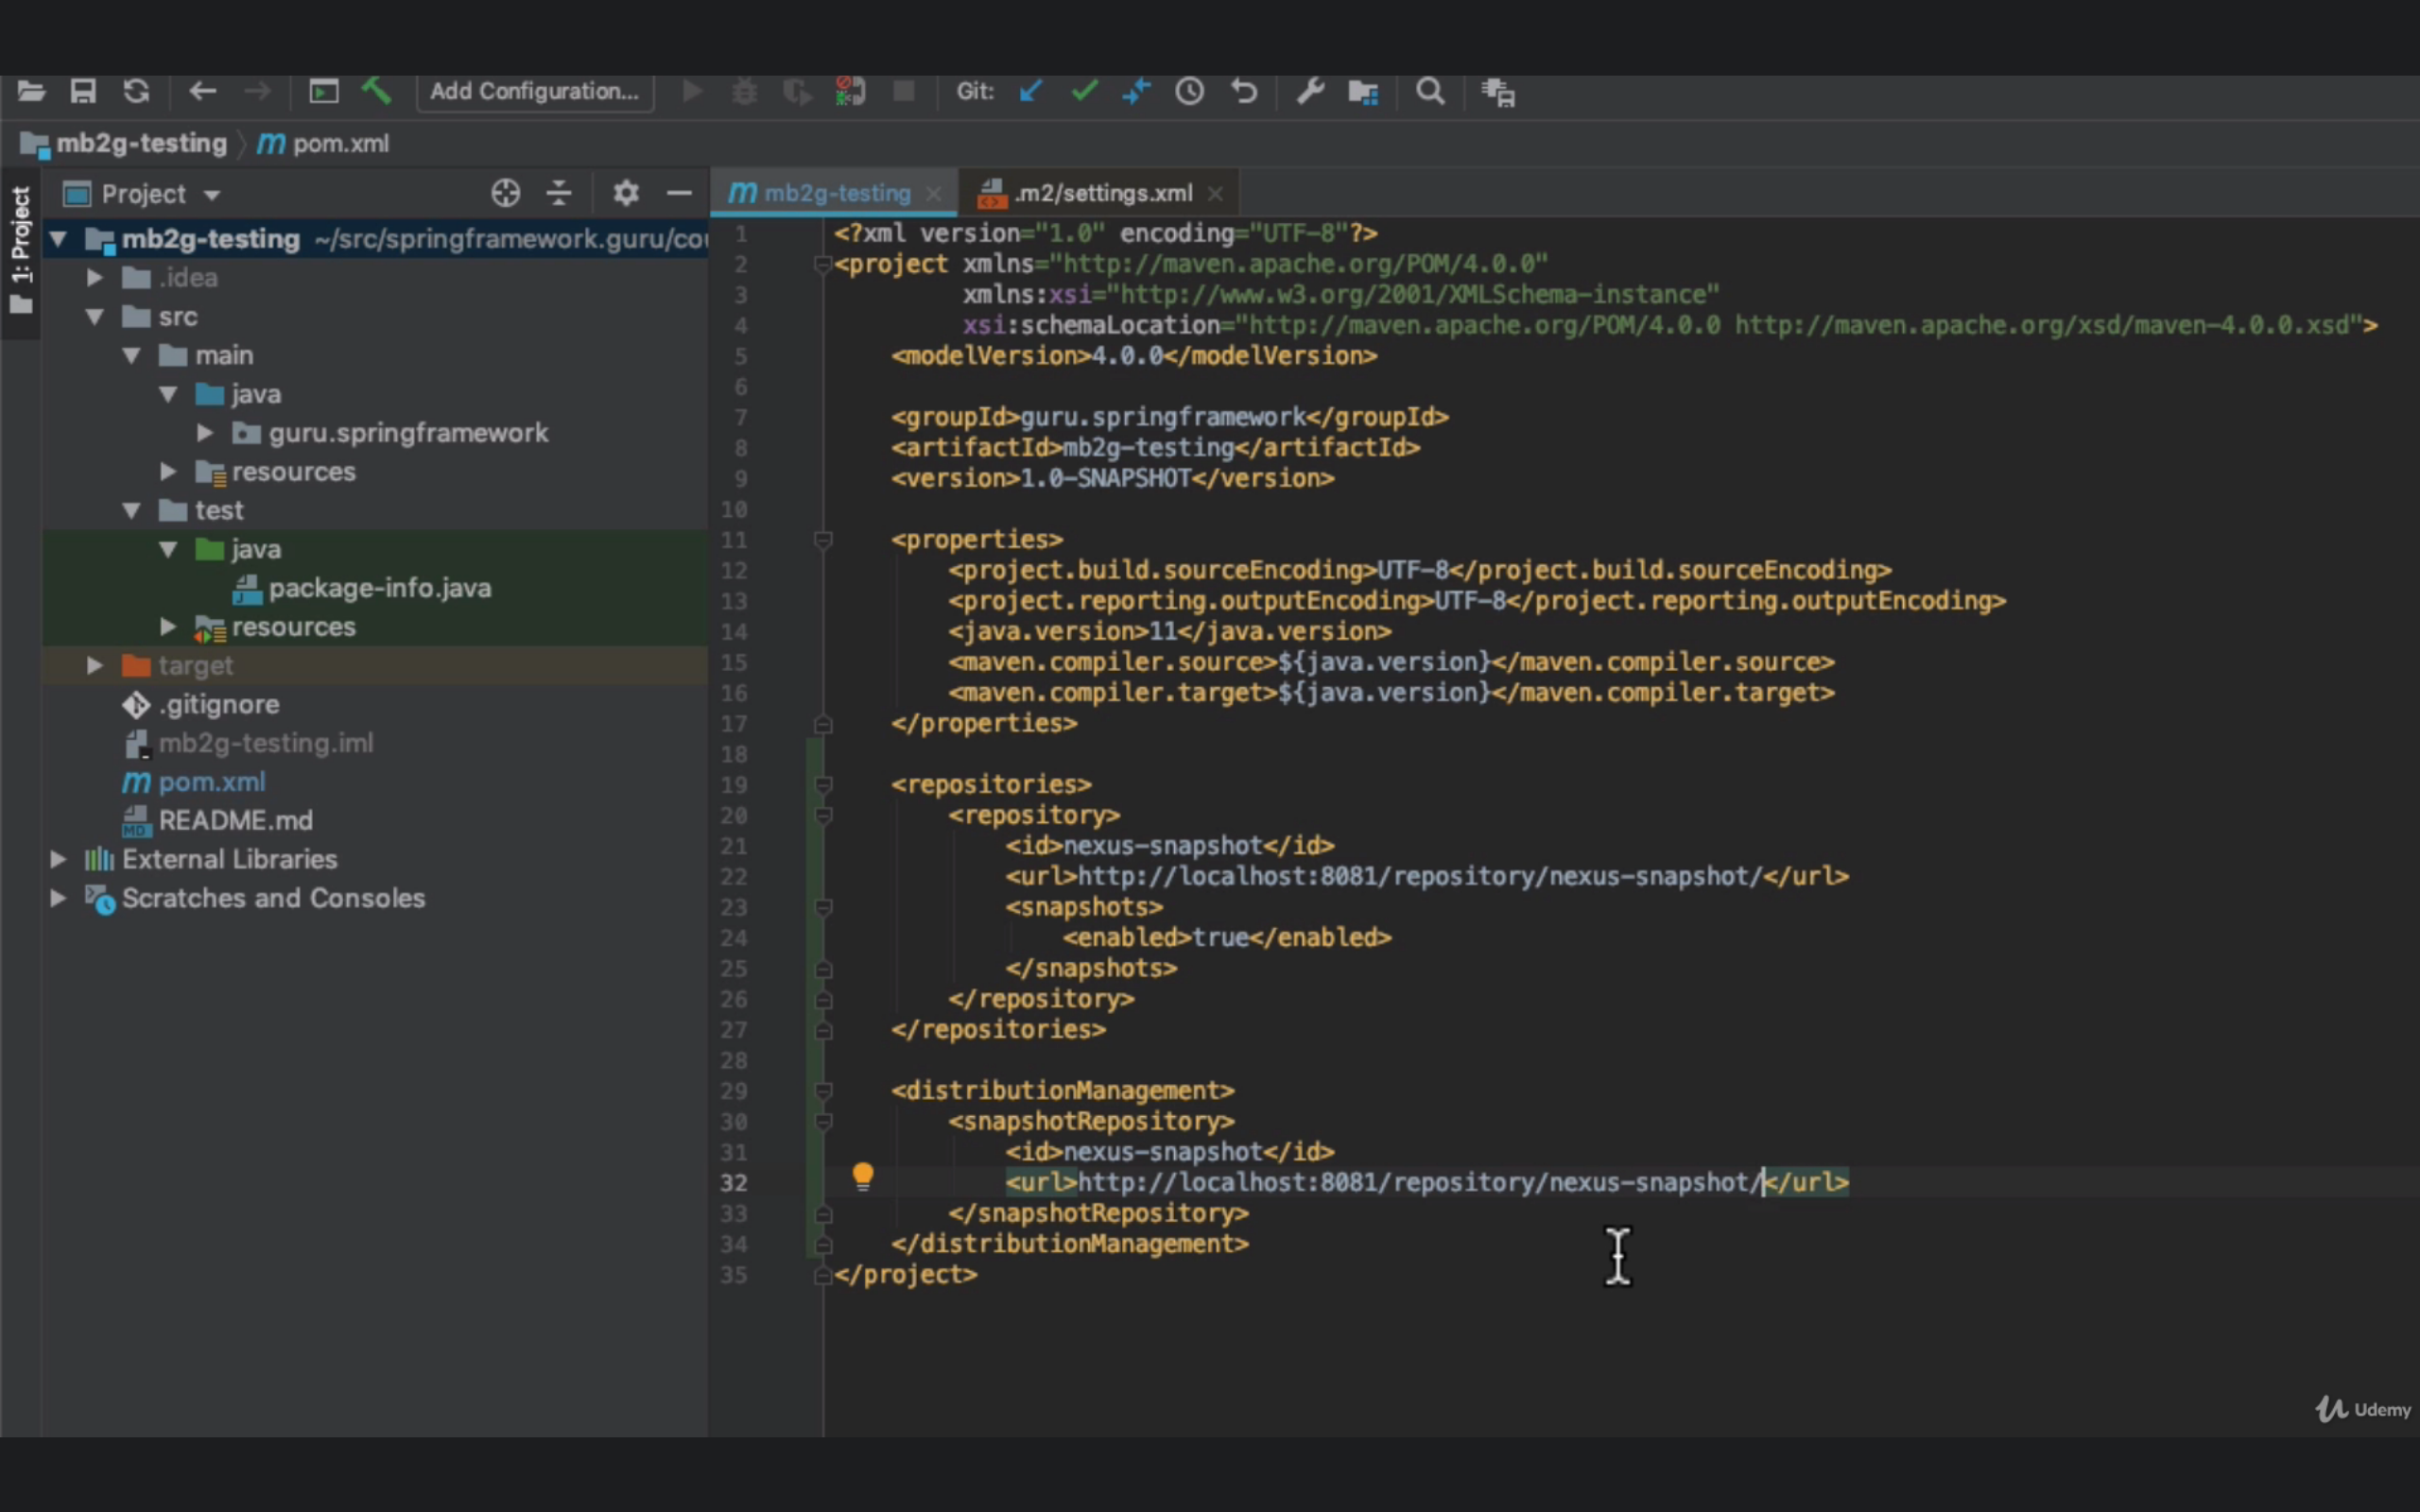 Add Configuration...
Git:
mb2g-testing
pom.xml
1: Project
Project
mb2g-testing
.m2/settings.xml
mb2g-testing ~/src/springframework.guru/cou
.idea
src
main
java
guru.springframework
resources
test
java
package-info.java
resources
target
.gitignore
mb2g-testing.iml
pom.xml
README.md
External Libraries
Scratches and Consoles
1 <?xml version="1.0" encoding="UTF-8"?>
2 <project xmlns="http://maven.apache.org/POM/4.0.0"
3 xmlns:xsi="http://www.w3.org/2001/XMLSchema-instance"
4 xsi:schemaLocation="http://maven.apache.org/POM/4.0.0 http://maven.apache.org/xsd/maven-4.0.0.xsd">
5 <modelVersion>4.0.0</modelVersion>
6
7 <groupId>guru.springframework</groupId>
8 <artifactId>mb2g-testing</artifactId>
9 <version>1.0-SNAPSHOT</version>
10
11 <properties>
12 <project.build.sourceEncoding>UTF-8</project.build.sourceEncoding>
13 <project.reporting.outputEncoding>UTF-8</project.reporting.outputEncoding>
14 <java.version>11</java.version>
15 <maven.compiler.source>${java.version}</maven.compiler.source>
16 <maven.compiler.target>${java.version}</maven.compiler.target>
17 </properties>
18
19 <repositories>
20 <repository>
21 <id>nexus-snapshot</id>
22 <url>http://localhost:8081/repository/nexus-snapshot/</url>
23 <snapshots>
24 <enabled>true</enabled>
25 </snapshots>
26 </repository>
27 </repositories>
28
29 <distributionManagement>
30 <snapshotRepository>
31 <id>nexus-snapshot</id>
32 <url>http://localhost:8081/repository/nexus-snapshot/</url>
33 </snapshotRepository>
34 </distributionManagement>
35 </project>
Udemy